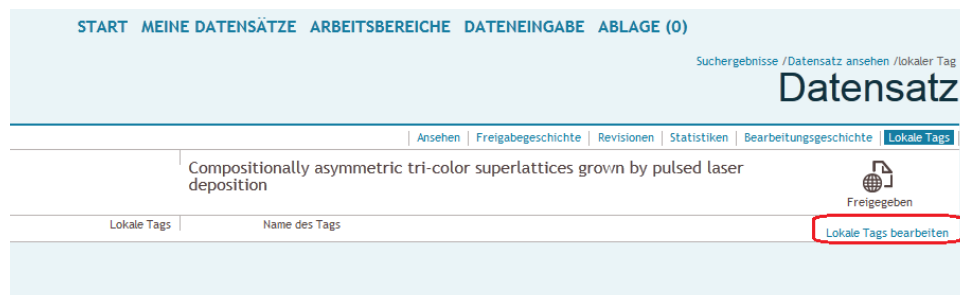 START MEINE DATENSÄTZE ARBEITSBEREICHE DATENEINGABE ABLAGE (0)
Suchergebnisse /Datensatz ansehen /lokaler Tag
Datensatz
Ansehen | Freigabegeschichte | Revisionen | Statistiken | Bearbeitungsgeschichte | Lokale Tags
Compositionally asymmetric tri-color superlattices grown by pulsed laser
deposition
Freigegeben
Lokale Tags Name des Tags Lokale Tags bearbeiten